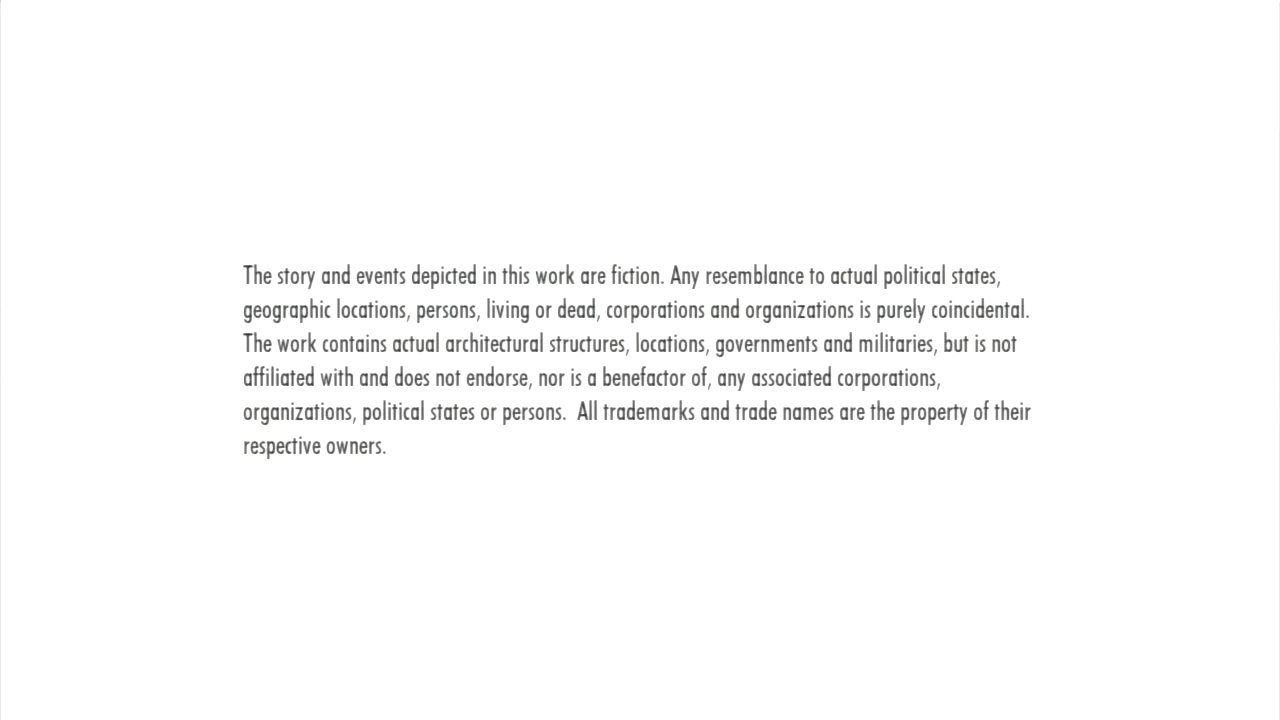 The story and events depicted in this work are fiction. Any resemblance to actual political states,
geographic locations, persons, living or dead, corporations and organizations is purely coincidental.
The work contains actual architectural structures, locations, governments and militaries, but is not
affiliated with and does not endorse, nor is a benefactor of, any associated corporations,
organizations, political states or persons.  All trademarks and trade names are the property of their
respective owners.